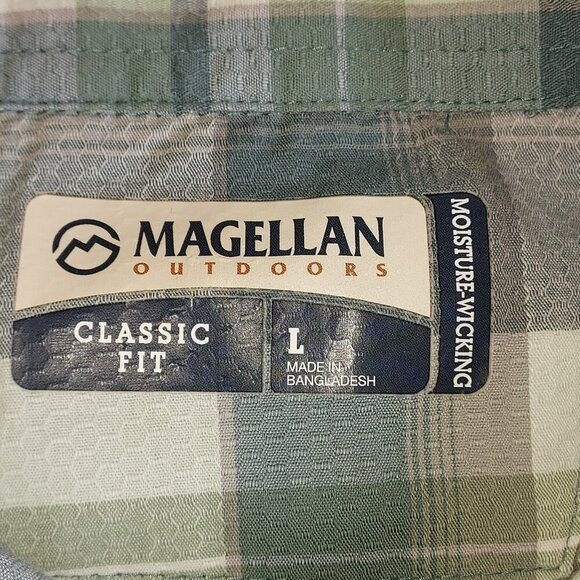 MAGELLAN
OUTDOORS
CLASSIC
FIT
L
MADE IN
BANGLADESH
MOISTURE-WICKING